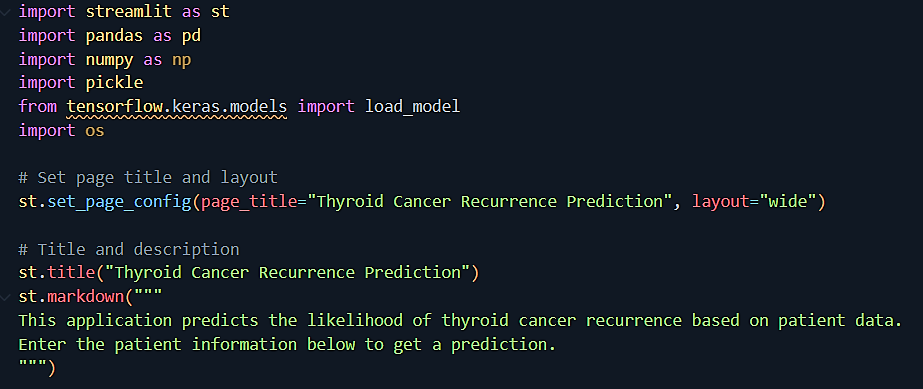 import streamlit as st
import pandas as pd
import numpy as np
import pickle
from tensorflow.keras.models import load_model
import os
# Set page title and layout
st.set_page_config(page_title="Thyroid Cancer Recurrence Prediction", layout="wide")
# Title and description
st.title("Thyroid Cancer Recurrence Prediction")
st.markdown("""
This application predicts the likelihood of thyroid cancer recurrence based on patient data.
Enter the patient information below to get a prediction.
""")